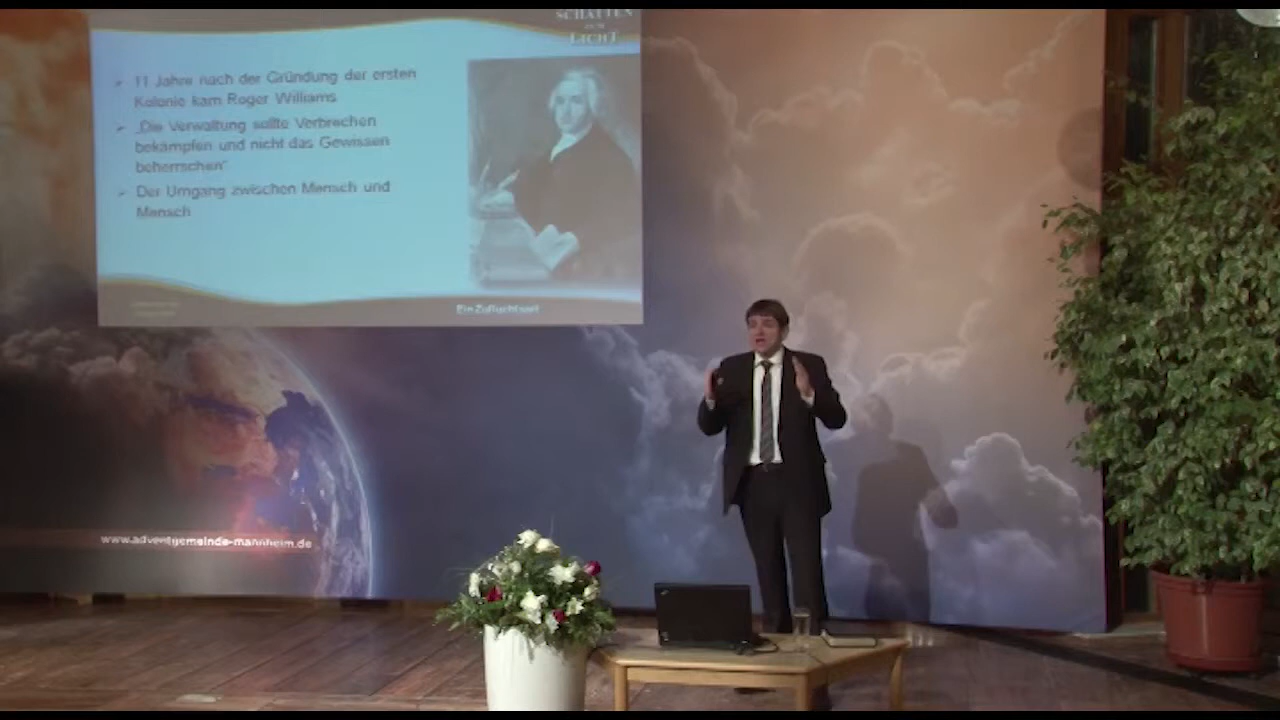 SCHATTEN
LICHT
11 Jahre nach der Gründung der ersten
Kolonie kam Roger Williams
„Die Verwaltung sollte Verbrechen
bekämpfen und nicht das Gewissen
beherrschen“
Der Umgang zwischen Mensch und
Mensch
Ein Zufluchtsort
www.adventgemeinde-mannheim.de